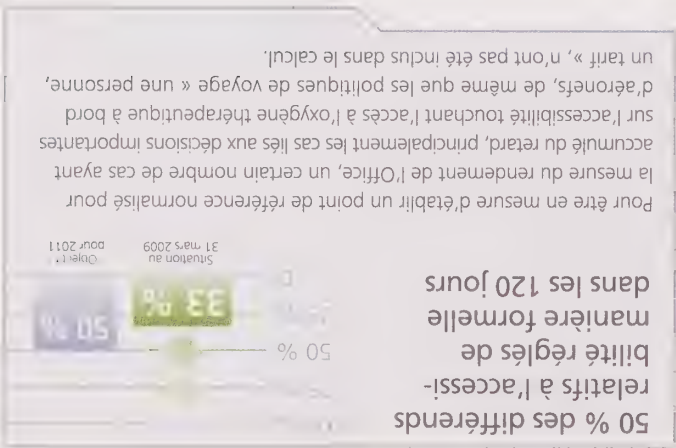 50 % des différends
relatifs à l'accessi-
bilité réglés de
manière formelle
dans les 120 jours
50 %
33 %
50 %
Situation au
31 mars 2009
Objectif
pour 2011
Pour être en mesure d'établir un point de référence normalisé pour
la mesure du rendement de l'Office, un certain nombre de cas ayant
accumulé du retard, principalement les cas liés aux décisions importantes
sur l'accessibilité touchant l'accès à l'oxygène thérapeutique à bord
d'aéronefs, de même que les politiques de voyage « une personne,
un tarif », n'ont pas été inclus dans le calcul.